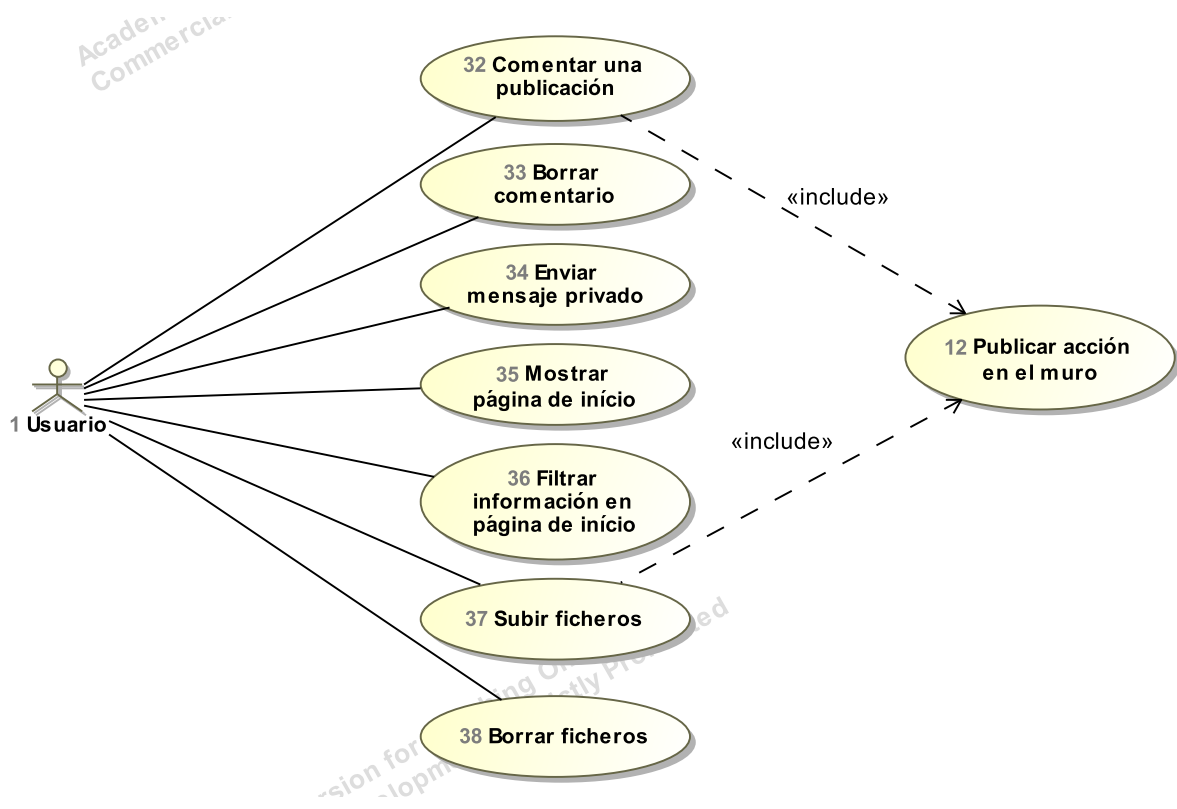 Academ
Commercia
32 Comentar una
publicación
33 Borrar
comentario
«include»
34 Enviar
mensaje privado
12 Publicar acción
en el muro
35 Mostrar
página de início
1 Usuario
«include»
36 Filtrar
información en
página de início
37 Subir ficheros
38 Borrar ficheros